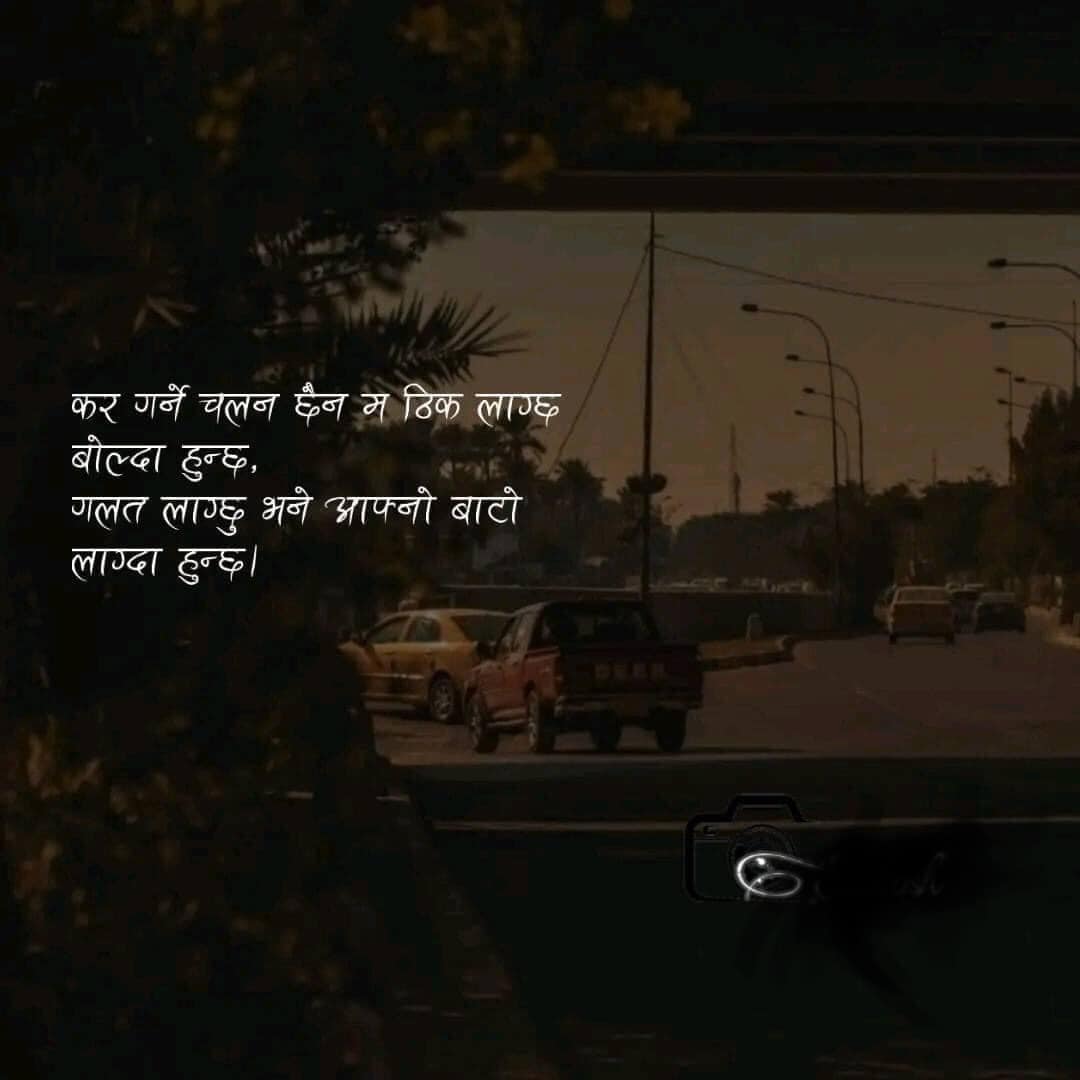 कर गर्ने चलन छैन म ठिक लाग्छ
बोल्दा हुन्छ,
गलत लाग्छु भने आफ्नो बाटो
लाग्दा हुन्छ।